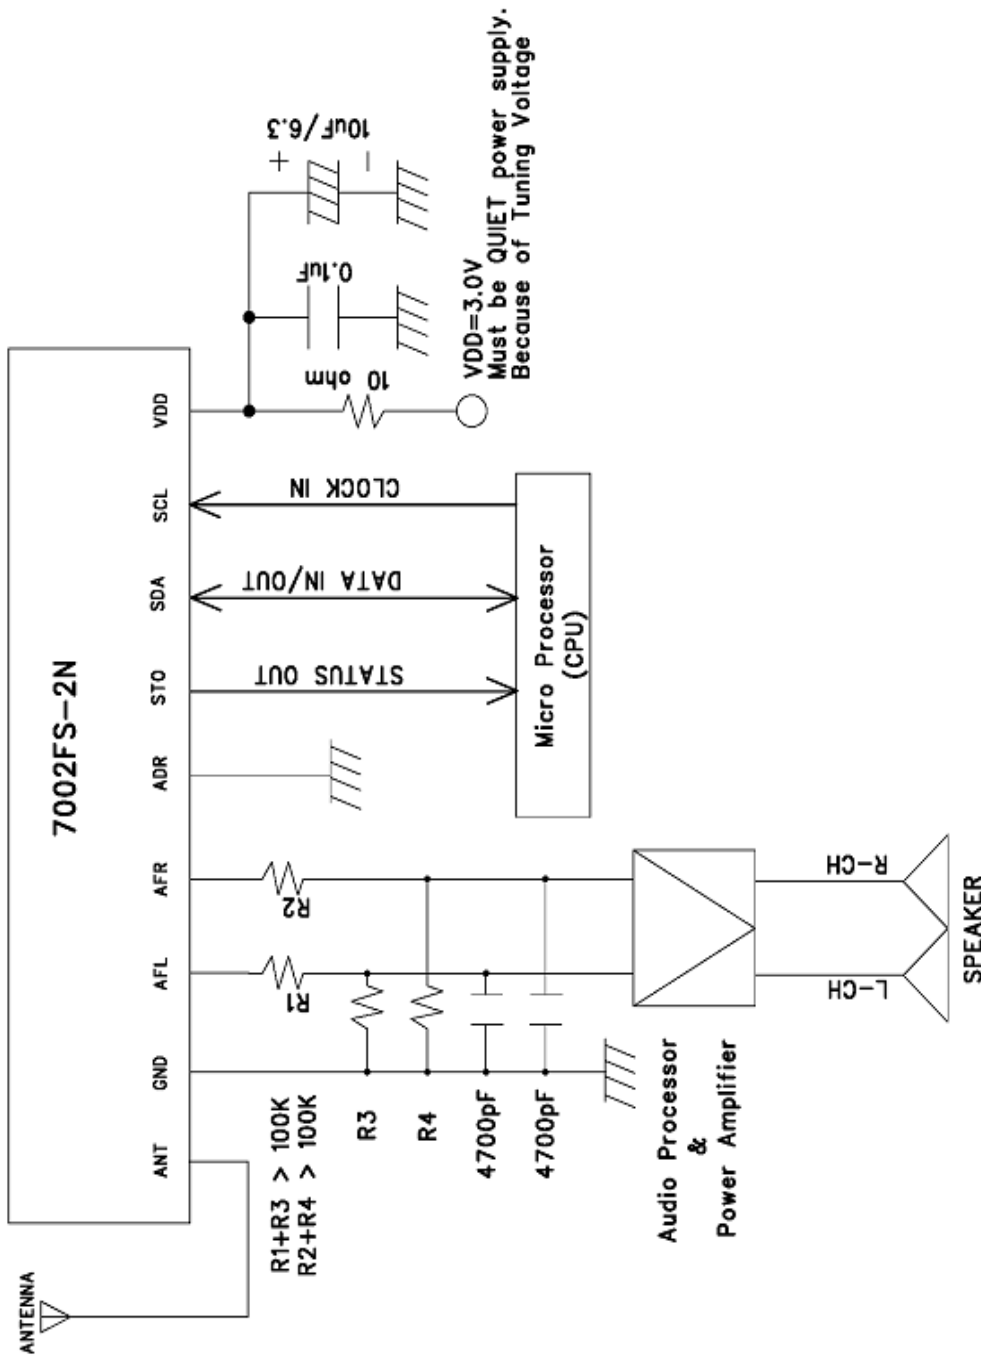 ANTENNA
7002FS-2N
ANT
GND
AFL
AFR
ADR
STO
SDA
SCL
VDD
R1+R3 > 100K
R2+R4 > 100K
R1
R2
R3
R4
4700pF
4700pF
STATUS OUT
DATA IN/OUT
CLOCK IN
10 ohm
0.1uF
+
10uF/6.3
-
VDD=3.0V
Must be QUIET power supply.
Because of Tuning Voltage
Micro Processor
(CPU)
Audio Processor
&
Power Amplifier
L-CH
R-CH
SPEAKER